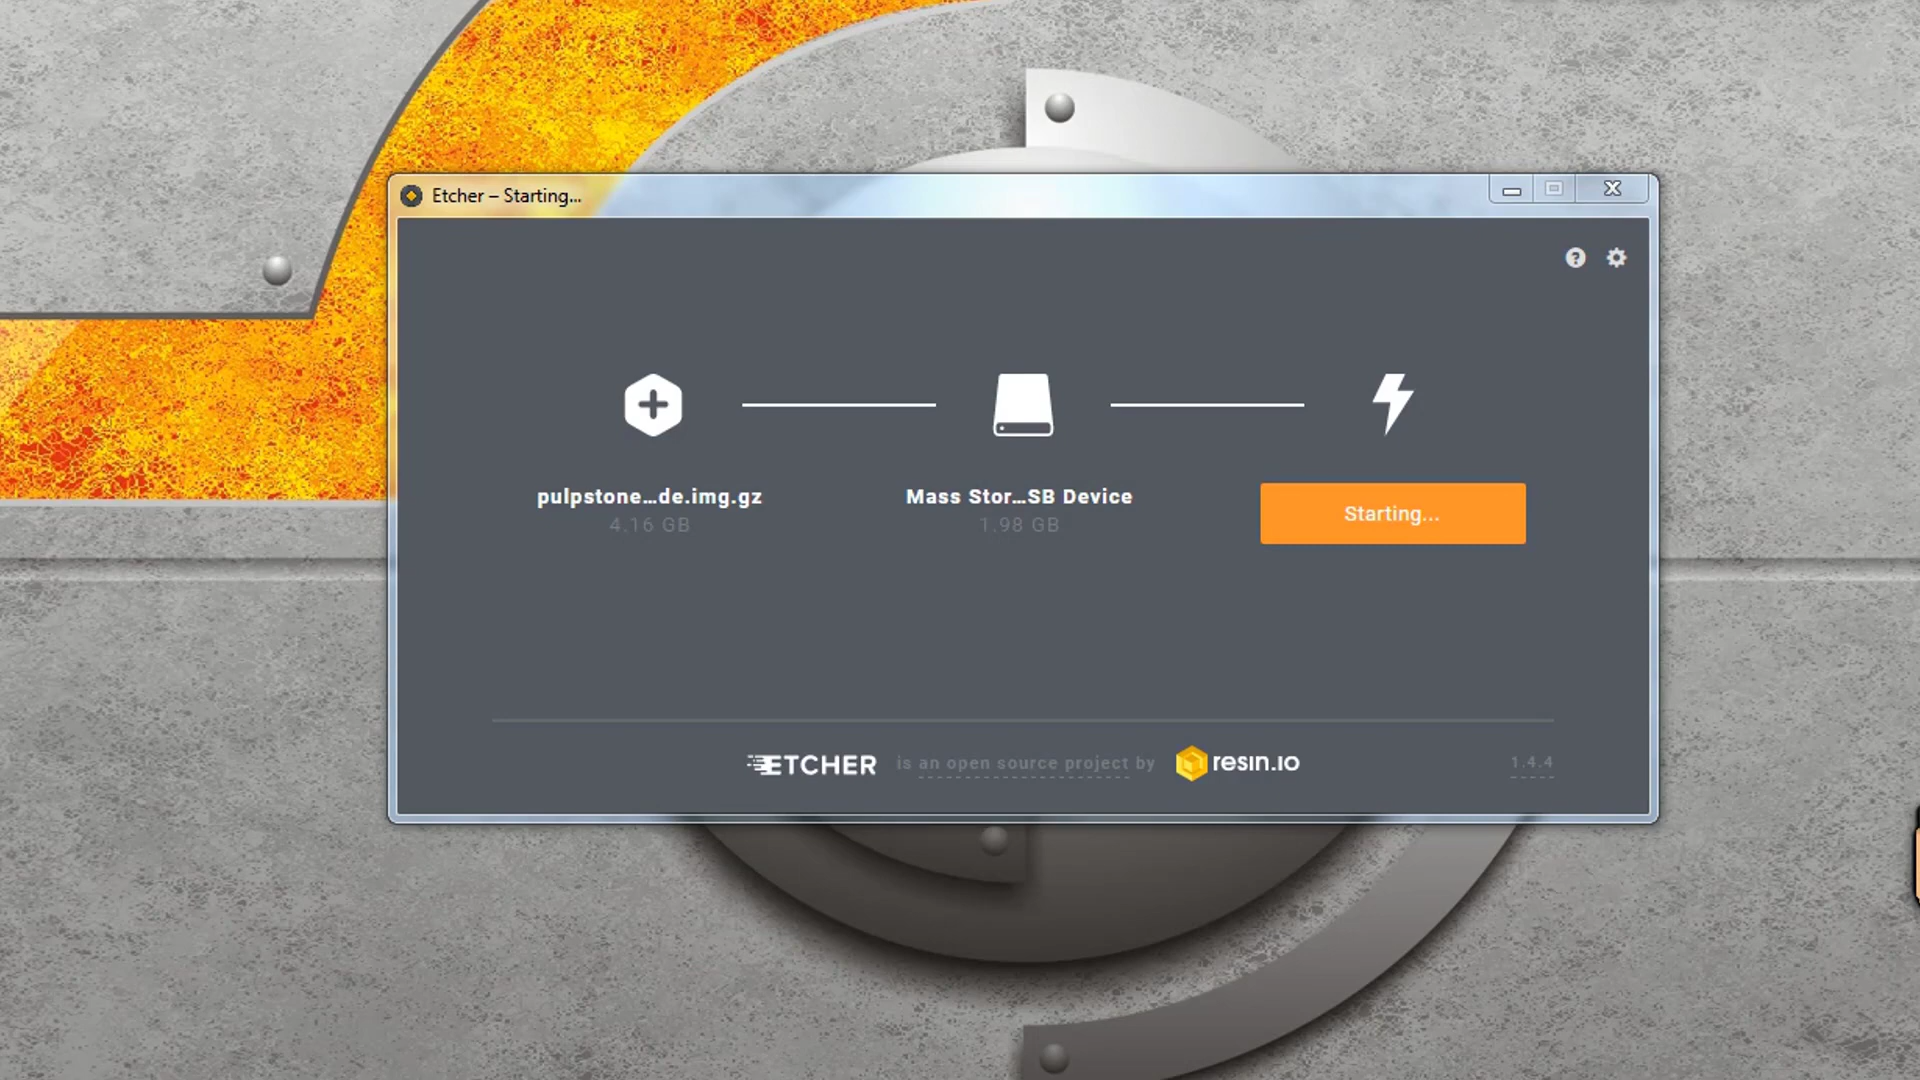 Etcher – Starting...
pulpstone...de.img.gz
4.16 GB
Mass Stor...SB Device
1.98 GB
Starting...
ETCHER is an open source project by resin.io
1.4.4